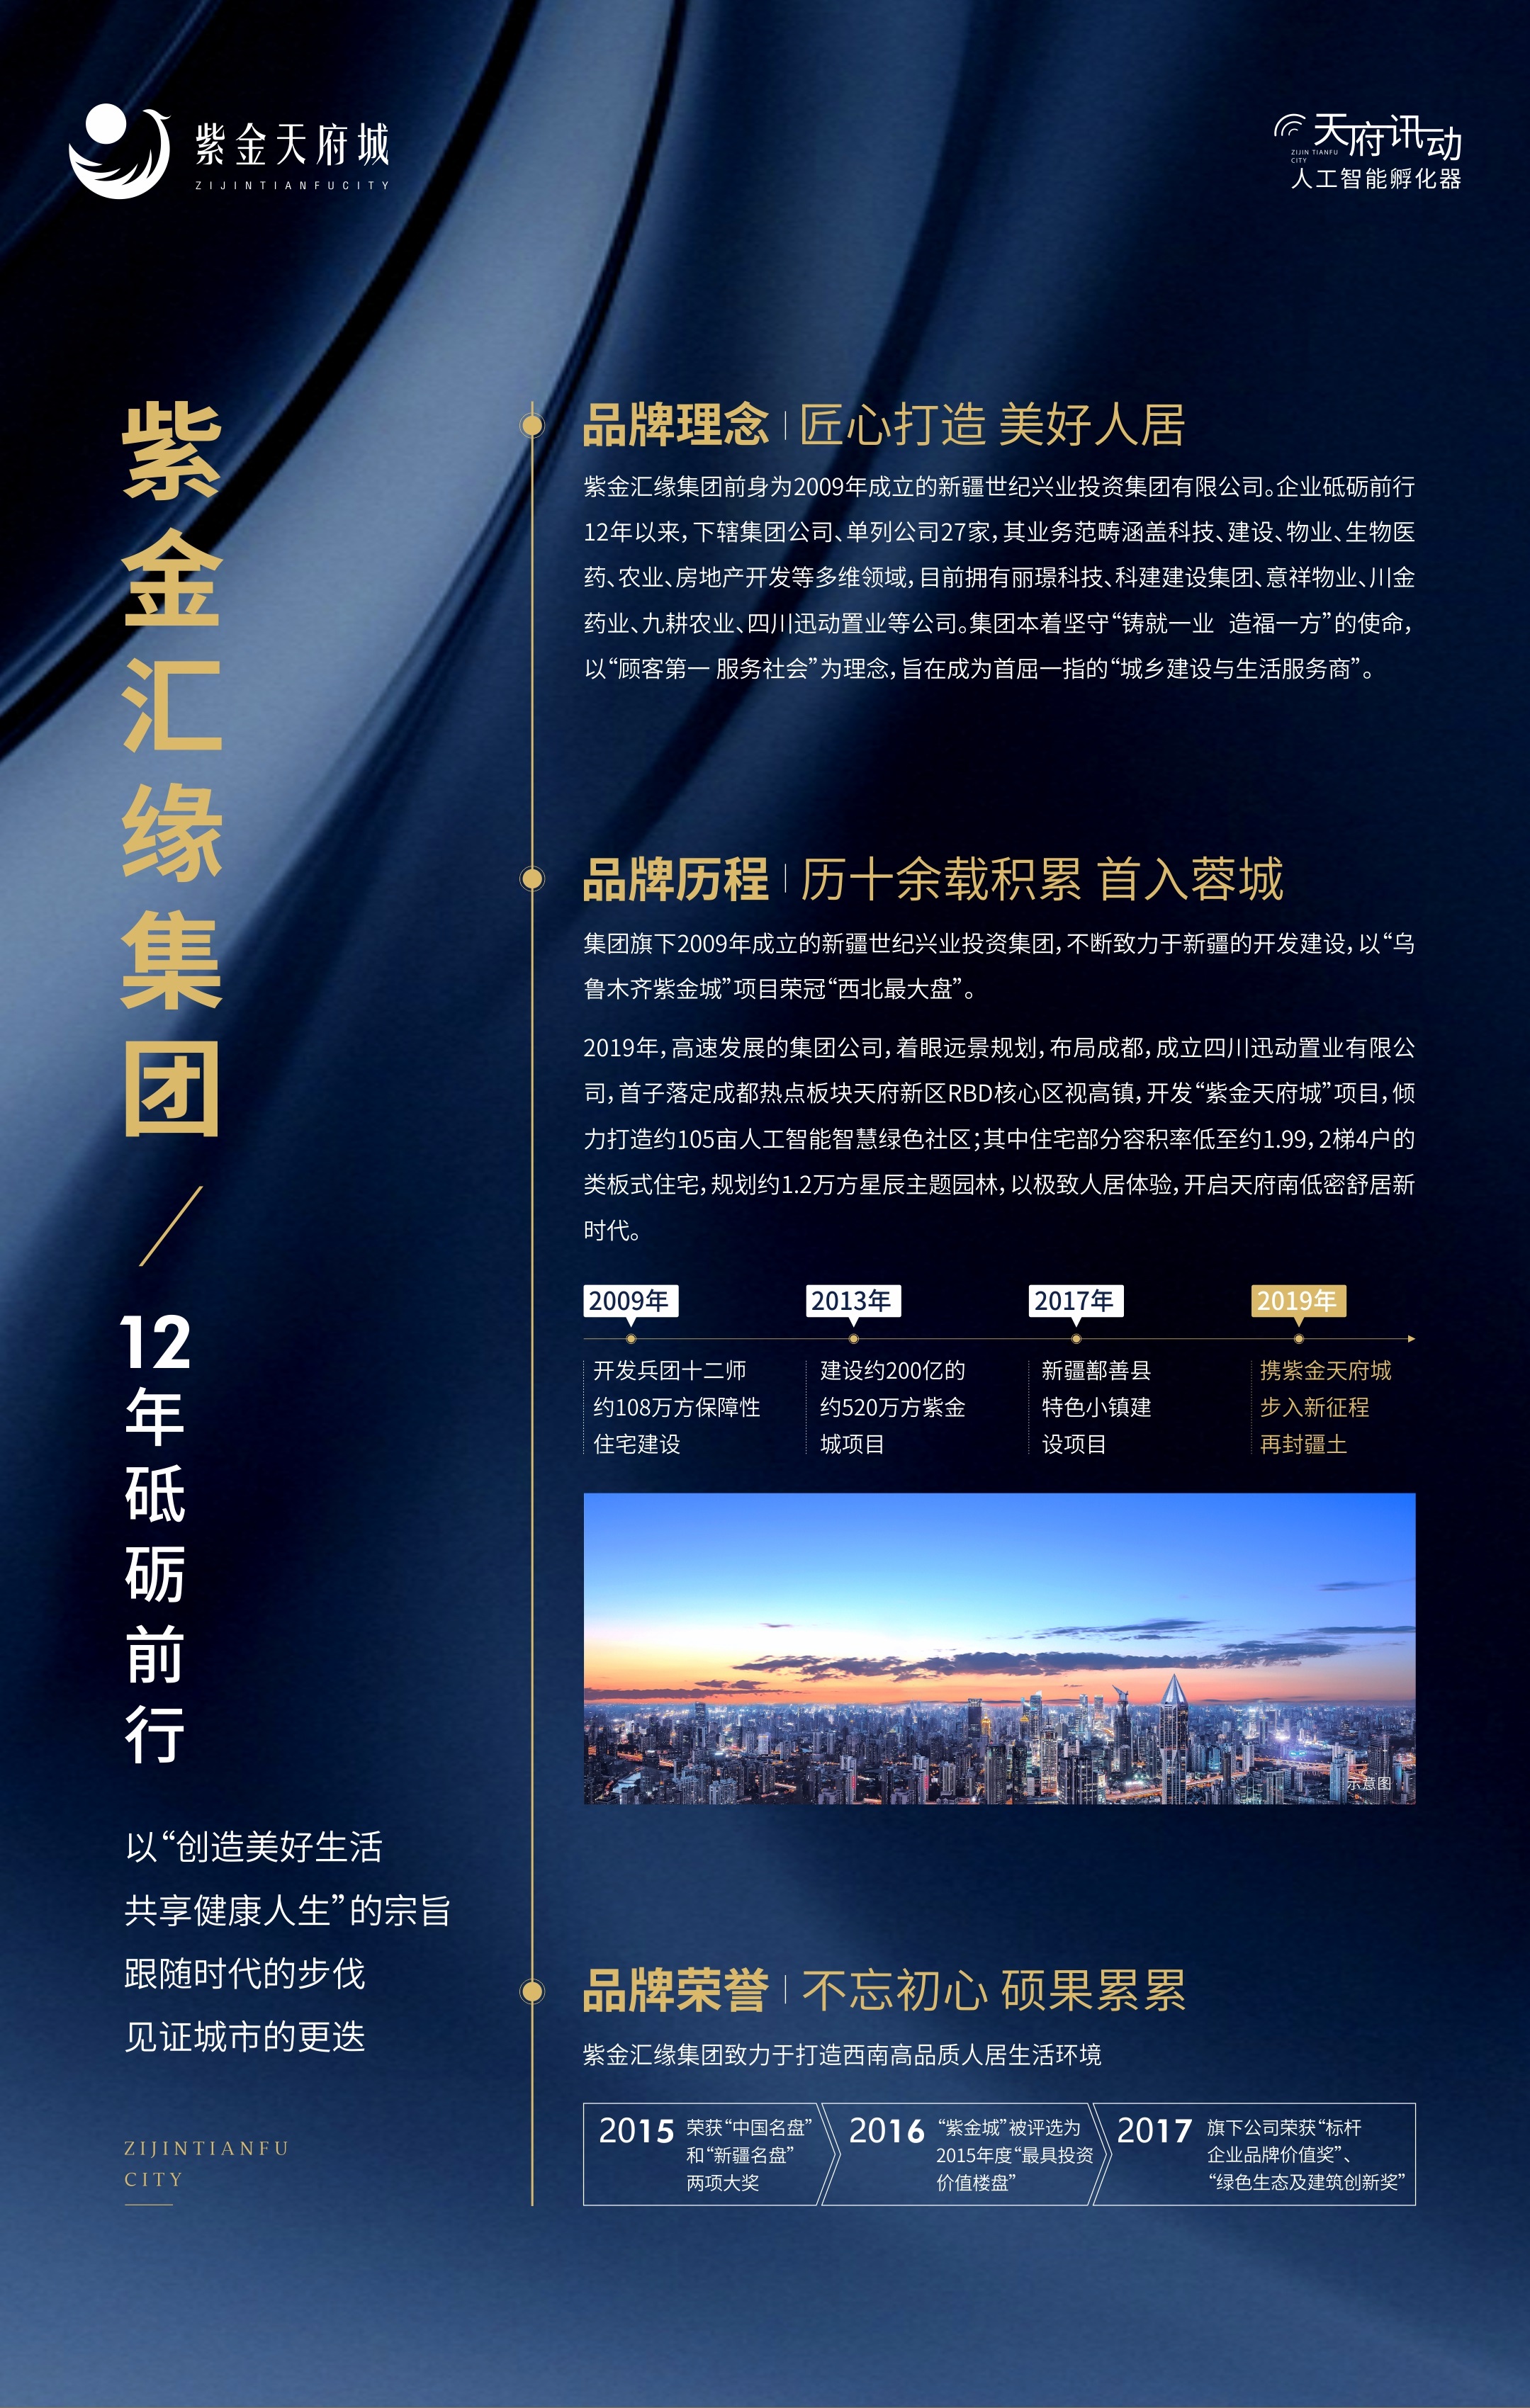 紫金天府城
ZIJINTIANFUCITY
天府讯动
ZIJIN TIANFU
CITY
人工智能孵化器
紫金汇缘集团
12年砥砺前行
以“创造美好生活
共享健康人生”的宗旨
跟随时代的步伐
见证城市的更迭
ZIJINTIANFU
CITY
品牌理念 | 匠心打造 美好人居
紫金汇缘集团前身为2009年成立的新疆世纪兴业投资集团有限公司。企业砥砺前行
12年以来，下辖集团公司、单列公司27家，其业务范畴涵盖科技、建设、物业、生物医
药、农业、房地产开发等多维领域，目前拥有丽璟科技、科建建设集团、意祥物业、川金
药业、九耕农业、四川迅动置业等公司。集团本着坚守“铸就一业 造福一方”的使命，
以“顾客第一 服务社会”为理念，旨在成为首屈一指的“城乡建设与生活服务商”。
品牌历程 | 历十余载积累 首入蓉城
集团旗下2009年成立的新疆世纪兴业投资集团，不断致力于新疆的开发建设，以“乌
鲁木齐紫金城”项目荣冠“西北最大盘”。
2019年，高速发展的集团公司，着眼远景规划，布局成都，成立四川迅动置业有限公
司，首子落定成都热点板块天府新区RBD核心区视高镇，开发“紫金天府城”项目，倾
力打造约105亩人工智能智慧绿色社区；其中住宅部分容积率低至约1.99，2梯4户的
类板式住宅，规划约1.2万方星辰主题园林，以极致人居体验，开启天府南低密舒居新
时代。
2009年
开发兵团十二师
约108万方保障性
住宅建设
2013年
建设约200亿的
约520万方紫金
城项目
2017年
新疆鄯善县
特色小镇建
设项目
2019年
携紫金天府城
步入新征程
再封疆土
示意图
品牌荣誉 | 不忘初心 硕果累累
紫金汇缘集团致力于打造西南高品质人居生活环境
2015
荣获“中国名盘”
和“新疆名盘”
两项大奖
2016
“紫金城”被评选为
2015年度“最具投资
价值楼盘”
2017
旗下公司荣获“标杆
企业品牌价值奖”、
“绿色生态及建筑创新奖”